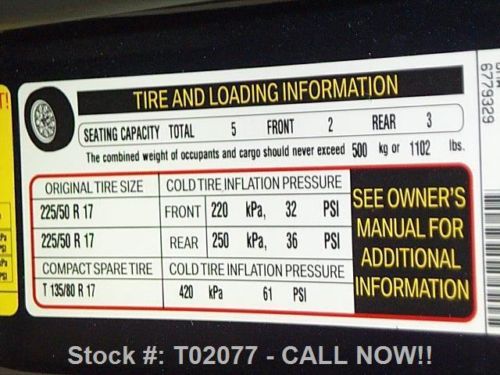 TIRE AND LOADING INFORMATION
SEATING CAPACITY TOTAL 5 FRONT 2 REAR 3
The combined weight of occupants and cargo should never exceed 500 kg or 1102 lbs.
ORIGINAL TIRE SIZE COLD TIRE INFLATION PRESSURE
225/50 R 17 FRONT 220 kPa, 32 PSI
225/50 R 17 REAR 250 kPa, 36 PSI
COMPACT SPARE TIRE COLD TIRE INFLATION PRESSURE
T 135/80 R 17 420 kPa 61 PSI
SEE OWNER'S
MANUAL FOR
ADDITIONAL
INFORMATION
6779329
Stock #: T02077 - CALL NOW!!